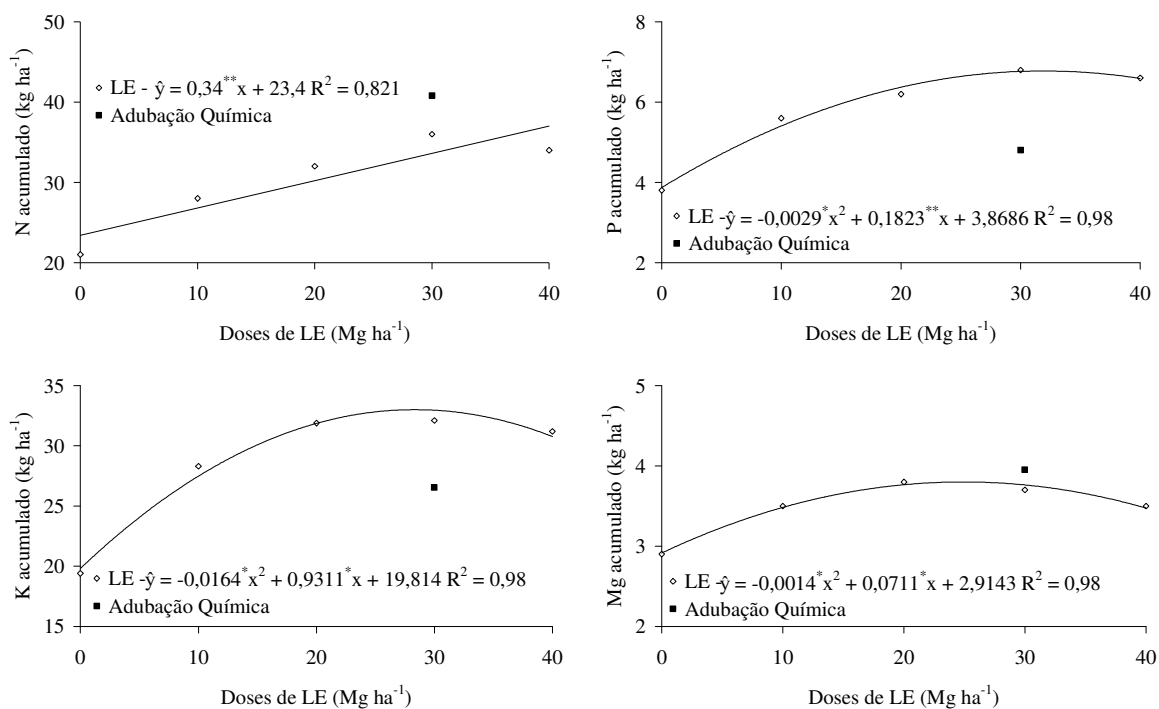 N acumulado (kg ha⁻¹)
50
40
30
20
LE - ŷ = 0,34**x + 23,4 R² = 0,821
Adubação Química
0 10 20 30 40
Doses de LE (Mg ha⁻¹)
P acumulado (kg ha⁻¹)
8
6
4
2
LE -ŷ = -0,0029*x² + 0,1823**x + 3,8686 R² = 0,98
Adubação Química
0 10 20 30 40
Doses de LE (Mg ha⁻¹)
K acumulado (kg ha⁻¹)
35
30
25
20
15
LE -ŷ = -0,0164*x² + 0,9311*x + 19,814 R² = 0,98
Adubação Química
0 10 20 30 40
Doses de LE (Mg ha⁻¹)
Mg acumulado (kg ha⁻¹)
5
4
3
2
LE -ŷ = -0,0014*x² + 0,0711*x + 2,9143 R² = 0,98
Adubação Química
0 10 20 30 40
Doses de LE (Mg ha⁻¹)